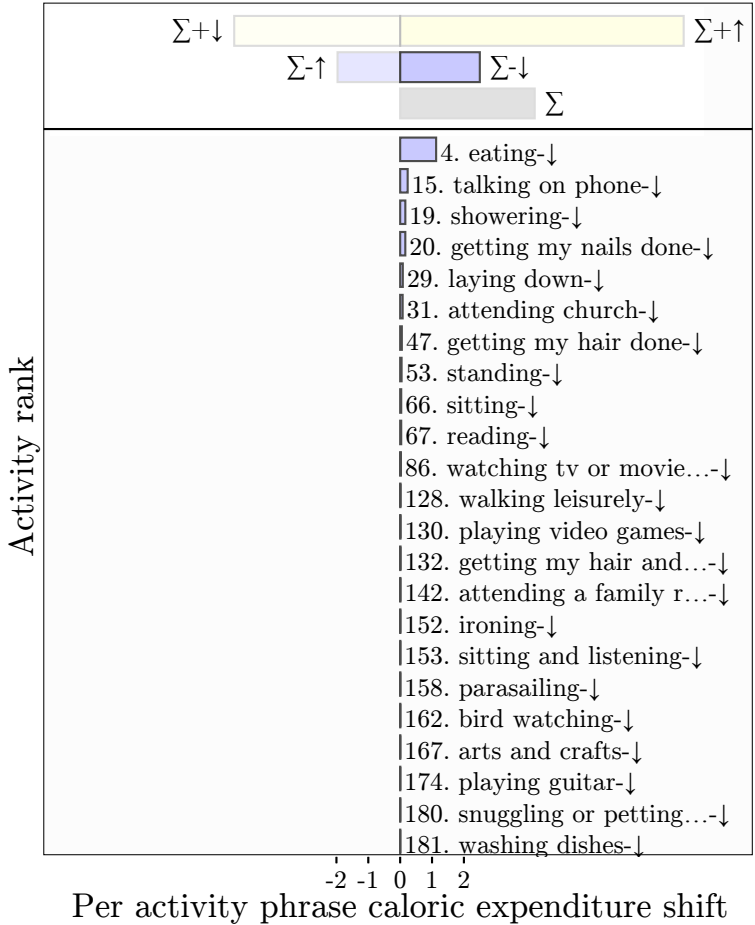 Σ+↓ Σ+↑
Σ-↑ Σ-↓
Σ
4. eating-↓
15. talking on phone-↓
19. showering-↓
20. getting my nails done-↓
29. laying down-↓
31. attending church-↓
47. getting my hair done-↓
53. standing-↓
66. sitting-↓
67. reading-↓
86. watching tv or movie...-↓
128. walking leisurely-↓
130. playing video games-↓
132. getting my hair and...-↓
142. attending a family r...-↓
152. ironing-↓
153. sitting and listening-↓
158. parasailing-↓
162. bird watching-↓
167. arts and crafts-↓
174. playing guitar-↓
180. snuggling or petting...-↓
181. washing dishes-↓
Activity rank
-2 -1 0 1 2
Per activity phrase caloric expenditure shift